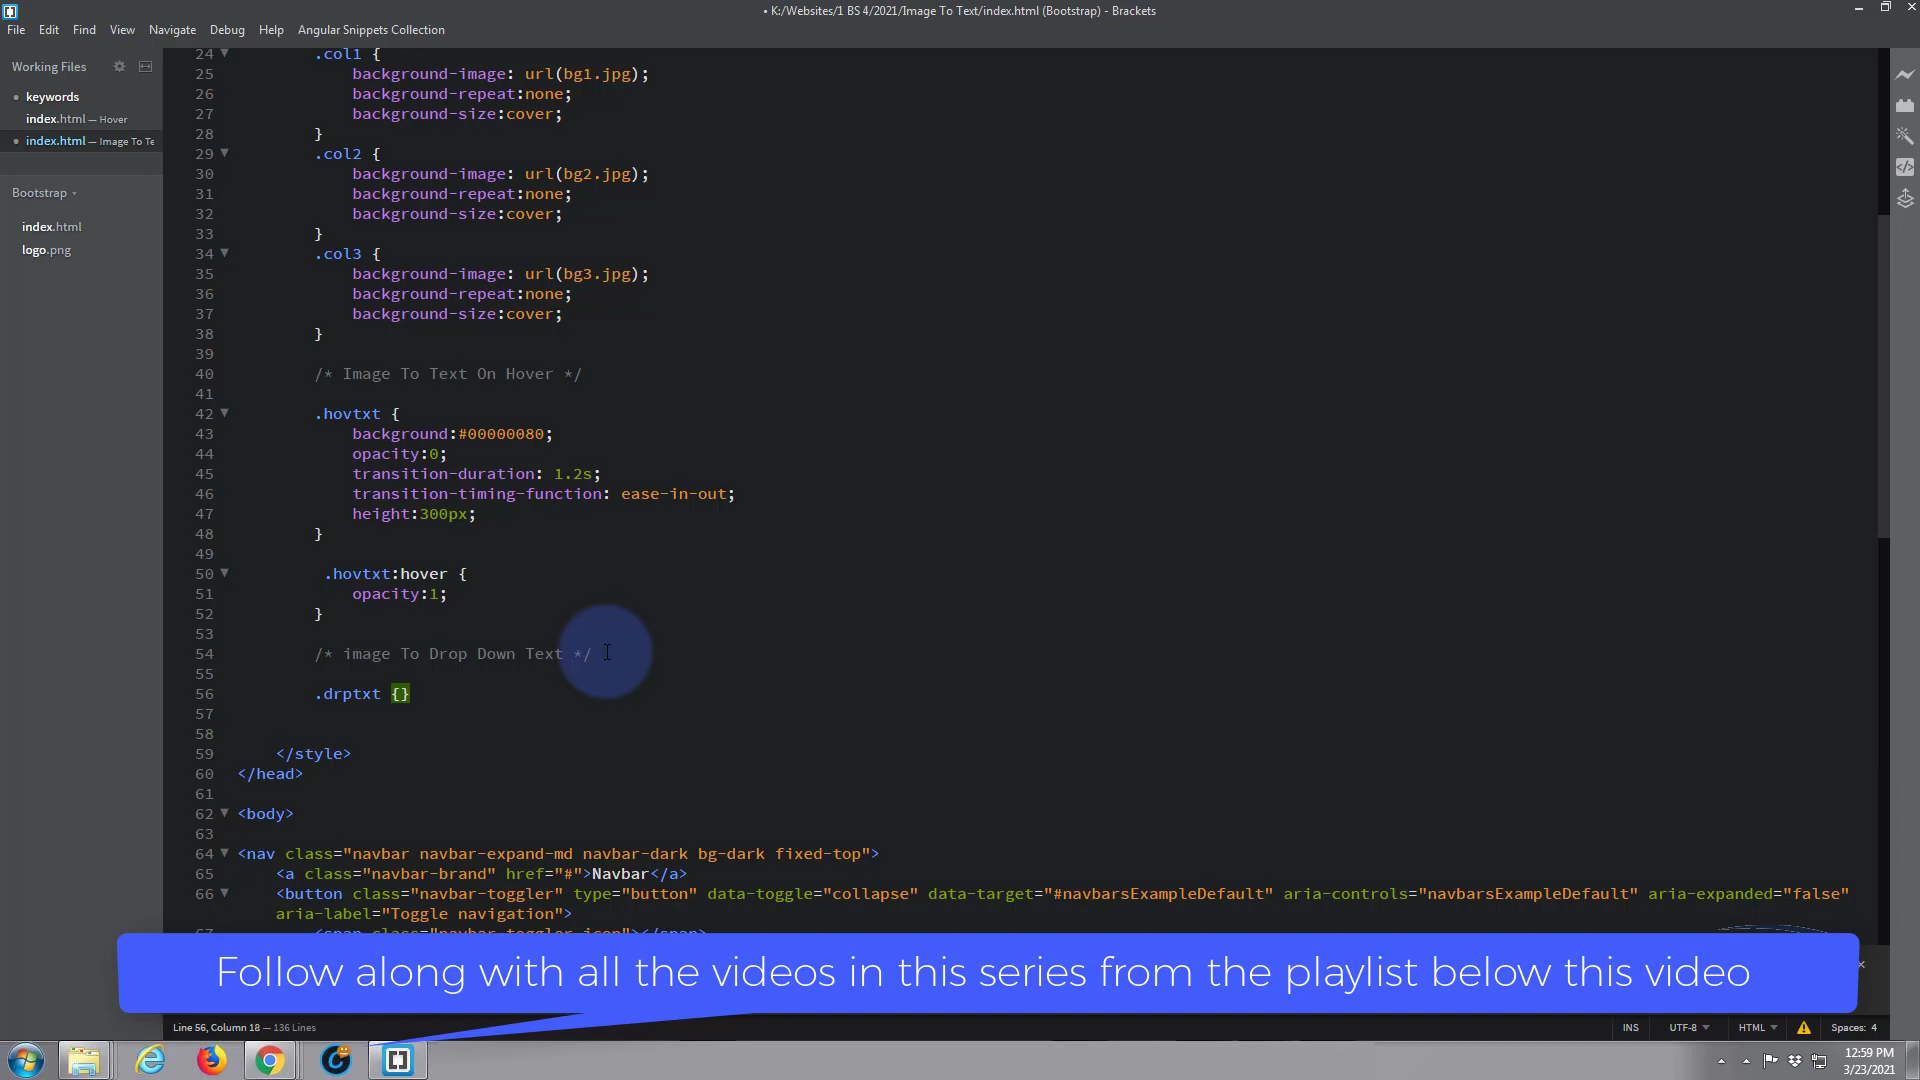 • K:/Websites/1 BS 4/2021/Image To Text/index.html (Bootstrap) - Brackets
File Edit Find View Navigate Debug Help Angular Snippets Collection
Working Files
keywords
index.html — Hover
index.html — Image To Te
Bootstrap
index.html
logo.png
24 .col1 {
25 background-image: url(bg1.jpg);
26 background-repeat:none;
27 background-size:cover;
28 }
29 .col2 {
30 background-image: url(bg2.jpg);
31 background-repeat:none;
32 background-size:cover;
33 }
34 .col3 {
35 background-image: url(bg3.jpg);
36 background-repeat:none;
37 background-size:cover;
38 }
39
40 /* Image To Text On Hover */
41
42 .hovtxt {
43 background:#00000080;
44 opacity:0;
45 transition-duration: 1.2s;
46 transition-timing-function: ease-in-out;
47 height:300px;
48 }
49
50 .hovtxt:hover {
51 opacity:1;
52 }
53
54 /* image To Drop Down Text */
55
56 .drptxt {}
57
58
59 </style>
60 </head>
61
62 <body>
63
64 <nav class="navbar navbar-expand-md navbar-dark bg-dark fixed-top">
65 <a class="navbar-brand" href="#">Navbar</a>
66 <button class="navbar-toggler" type="button" data-toggle="collapse" data-target="#navbarsExampleDefault" aria-controls="navbarsExampleDefault" aria-expanded="false"
aria-label="Toggle navigation">
Follow along with all the videos in this series from the playlist below this video
Line 56, Column 18 — 136 Lines
INS UTF-8 HTML Spaces: 4
12:59 PM
3/23/2021